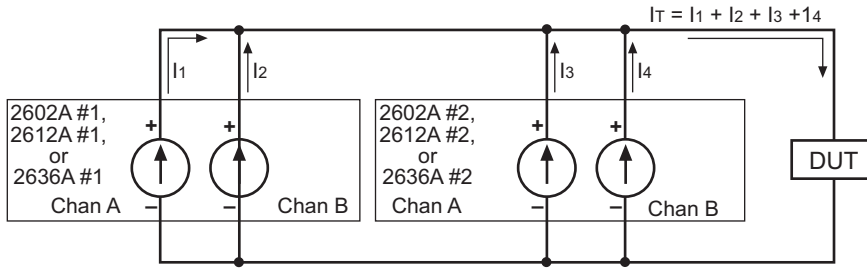 IT = I1 + I2 + I3 +14
I1
I2
I3
I4
2602A #1,
2612A #1,
or
2636A #1
+
+
−
−
Chan A
Chan B
2602A #2,
2612A #2,
or
2636A #2
+
+
−
−
Chan A
Chan B
DUT